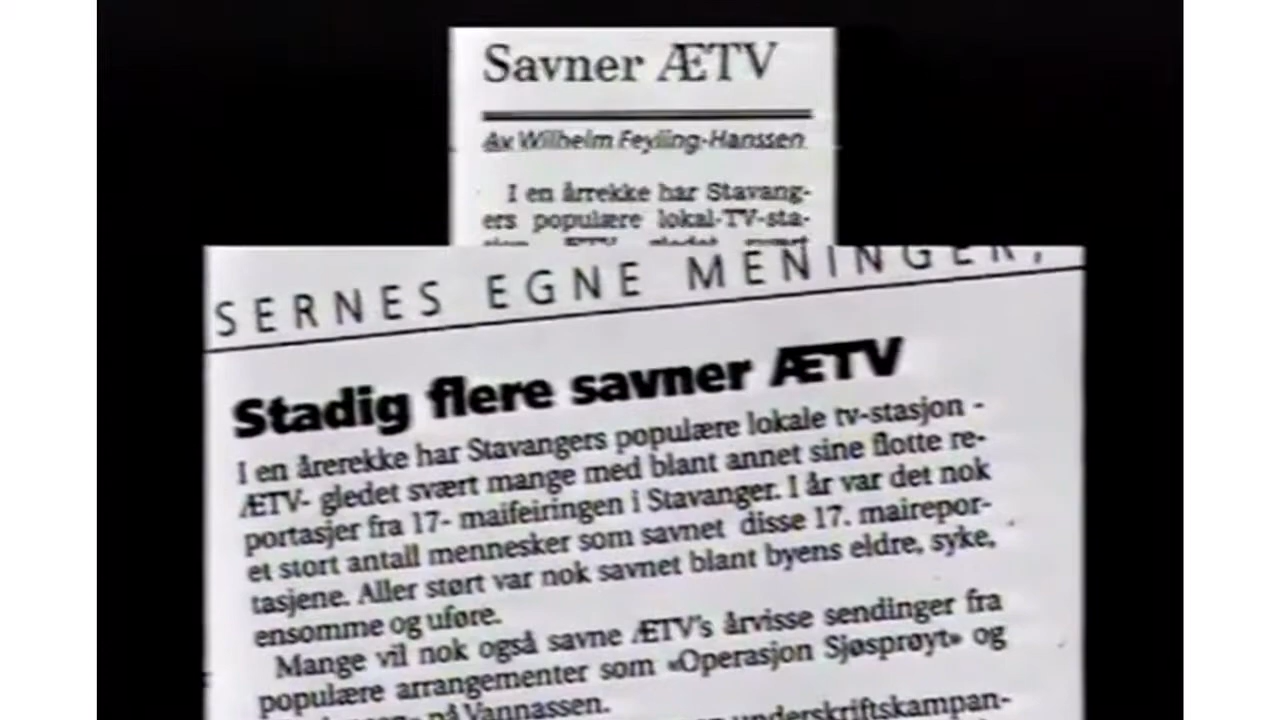 Savner ÆTV
Av Wilhelm Feyling-Hanssen
I en årrekke har Stavang-
ers populære lokal-TV-sta-
SERNES EGNE MENINGER,
Stadig flere savner ÆTV
I en årerekke har Stavangers populære lokale tv-stasjon -
ÆTV- gledet svært mange med blant annet sine flotte re-
portasjer fra 17- maifeiringen i Stavanger. I år var det nok
et stort antall mennesker som savnet disse 17. mairepor-
tasjene. Aller størt var nok savnet blant byens eldre, syke,
ensomme og uføre.
Mange vil nok også savne ÆTV's årvisse sendinger fra
populære arrangementer som «Operasjon Sjøsprøyt» og
på Vannassen.
underskriftskampan-